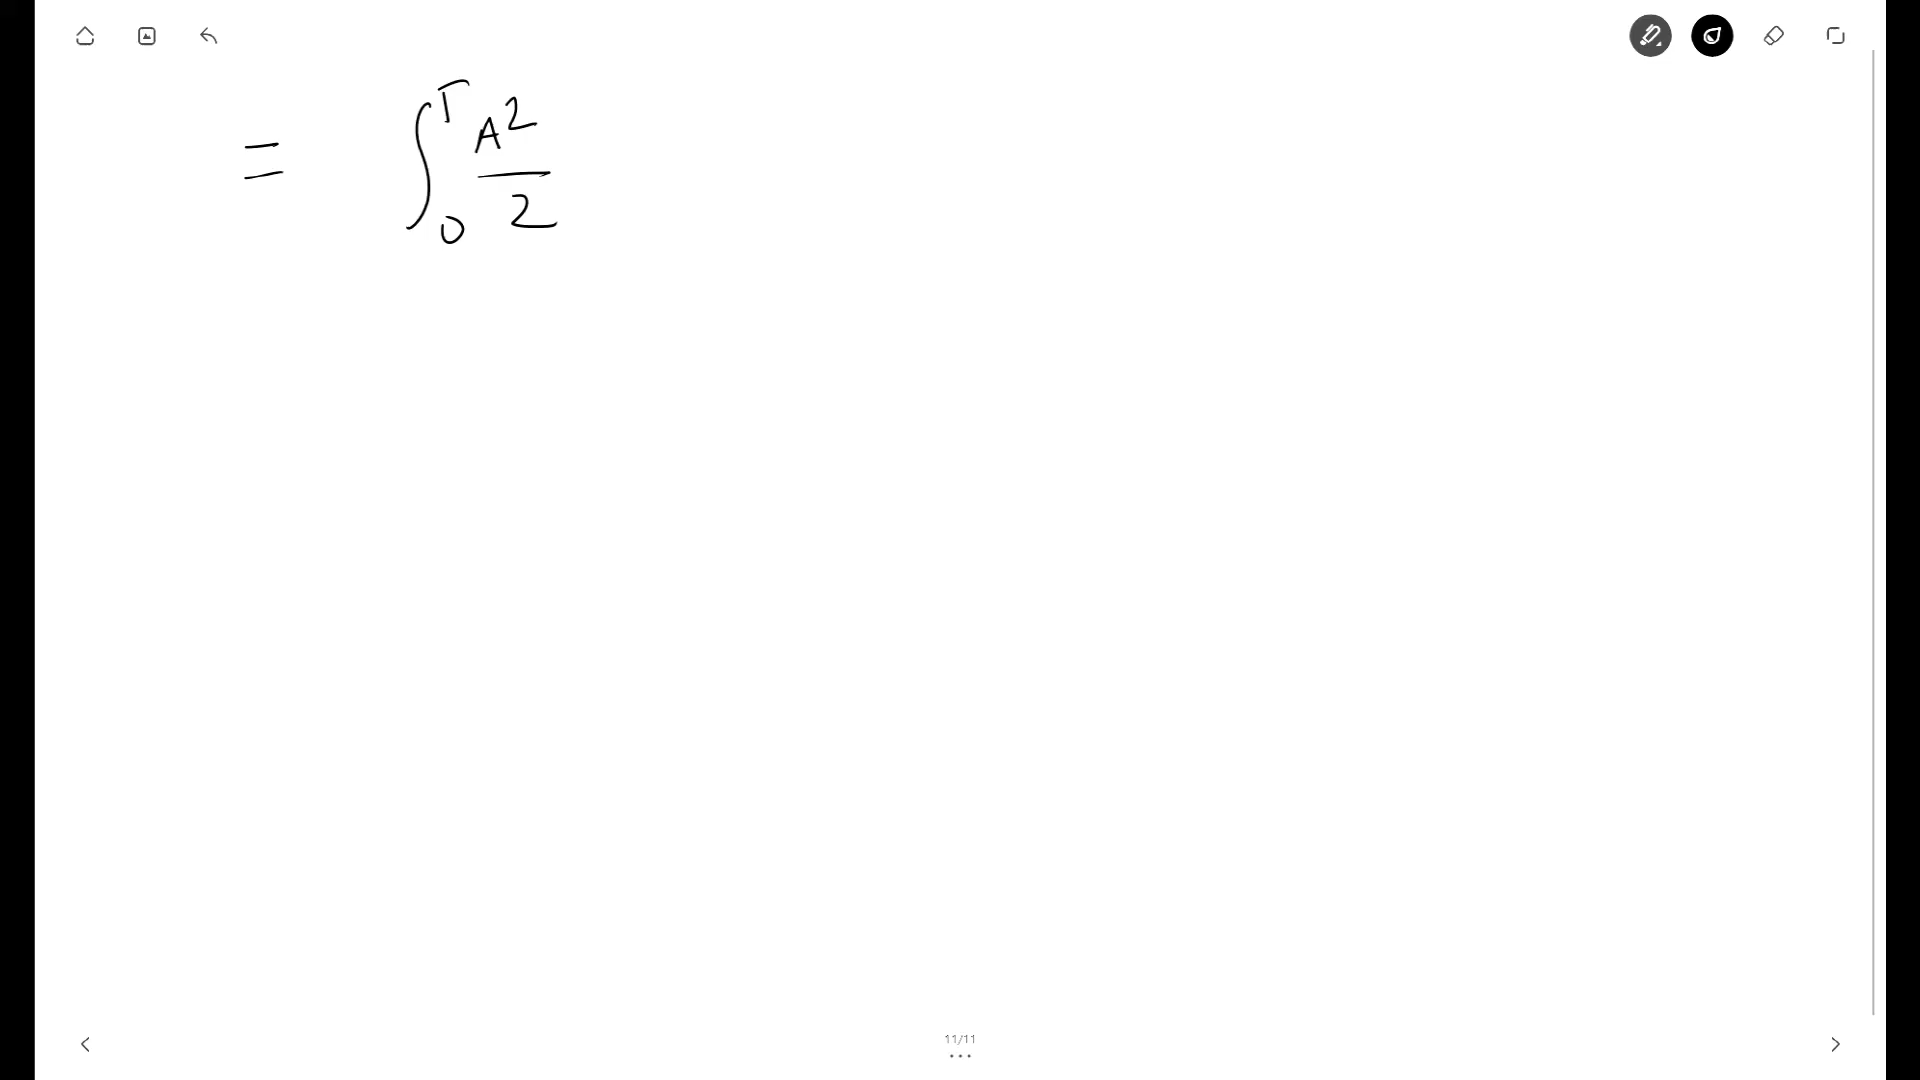 = ∫₀ᵀ A²/2
11/11